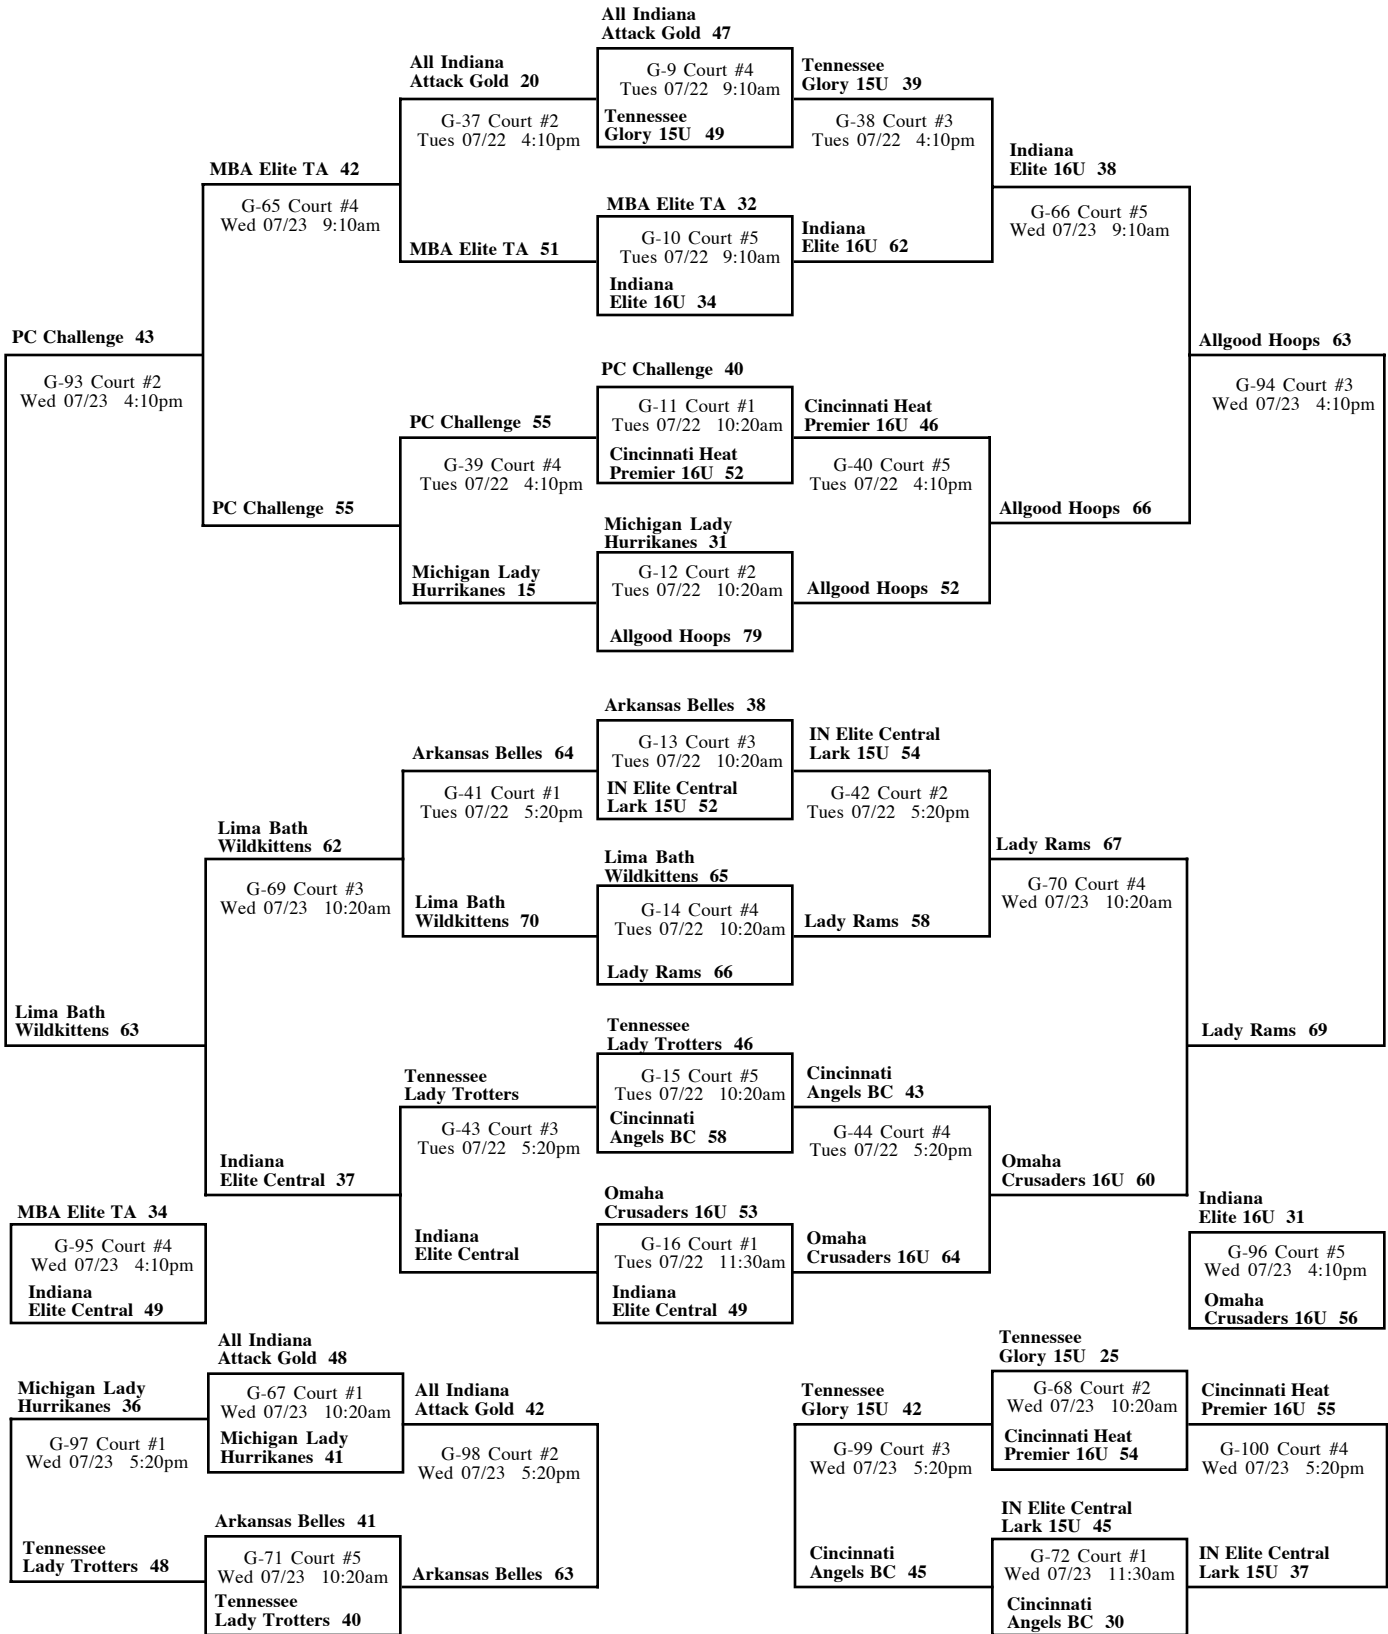 All Indiana
Attack Gold 47
All Indiana
Attack Gold 20
G-9 Court #4
Tues 07/22 9:10am
Tennessee
Glory 15U 39
Tennessee
Glory 15U 49
G-37 Court #2
Tues 07/22 4:10pm
G-38 Court #3
Tues 07/22 4:10pm
MBA Elite TA 42
Indiana
Elite 16U 38
G-65 Court #4
Wed 07/23 9:10am
MBA Elite TA 32
G-66 Court #5
Wed 07/23 9:10am
MBA Elite TA 51
G-10 Court #5
Tues 07/22 9:10am
Indiana
Elite 16U 62
Indiana
Elite 16U 34
PC Challenge 43
Allgood Hoops 63
G-93 Court #2
Wed 07/23 4:10pm
PC Challenge 40
G-94 Court #3
Wed 07/23 4:10pm
PC Challenge 55
G-11 Court #1
Tues 07/22 10:20am
Cincinnati Heat
Premier 16U 46
Cincinnati Heat
Premier 16U 52
G-39 Court #4
Tues 07/22 4:10pm
G-40 Court #5
Tues 07/22 4:10pm
PC Challenge 55
Allgood Hoops 66
Michigan Lady
Hurrikanes 31
Michigan Lady
Hurrikanes 15
G-12 Court #2
Tues 07/22 10:20am
Allgood Hoops 52
Allgood Hoops 79
Arkansas Belles 38
Arkansas Belles 64
G-13 Court #3
Tues 07/22 10:20am
IN Elite Central
Lark 15U 54
IN Elite Central
Lark 15U 52
G-41 Court #1
Tues 07/22 5:20pm
G-42 Court #2
Tues 07/22 5:20pm
Lima Bath
Wildkittens 62
Lady Rams 67
Lima Bath
Wildkittens 65
G-69 Court #3
Wed 07/23 10:20am
G-70 Court #4
Wed 07/23 10:20am
Lima Bath
Wildkittens 70
G-14 Court #4
Tues 07/22 10:20am
Lady Rams 58
Lady Rams 66
Lima Bath
Wildkittens 63
Lady Rams 69
Tennessee
Lady Trotters 46
Tennessee
Lady Trotters
G-15 Court #5
Tues 07/22 10:20am
Cincinnati
Angels BC 43
Cincinnati
Angels BC 58
G-43 Court #3
Tues 07/22 5:20pm
G-44 Court #4
Tues 07/22 5:20pm
Indiana
Elite Central 37
Omaha
Crusaders 16U 60
Omaha
Crusaders 16U 53
MBA Elite TA 34
Indiana
Elite 16U 31
G-95 Court #4
Wed 07/23 4:10pm
Indiana
Elite Central
G-16 Court #1
Tues 07/22 11:30am
Omaha
Crusaders 16U 64
G-96 Court #5
Wed 07/23 4:10pm
Indiana
Elite Central 49
Indiana
Elite Central 49
Omaha
Crusaders 16U 56
All Indiana
Attack Gold 48
Tennessee
Glory 15U 25
Michigan Lady
Hurrikanes 36
G-67 Court #1
Wed 07/23 10:20am
All Indiana
Attack Gold 42
Tennessee
Glory 15U 42
G-68 Court #2
Wed 07/23 10:20am
Cincinnati Heat
Premier 16U 55
G-97 Court #1
Wed 07/23 5:20pm
Michigan Lady
Hurrikanes 41
G-98 Court #2
Wed 07/23 5:20pm
G-99 Court #3
Wed 07/23 5:20pm
Cincinnati Heat
Premier 16U 54
G-100 Court #4
Wed 07/23 5:20pm
Arkansas Belles 41
IN Elite Central
Lark 15U 45
Tennessee
Lady Trotters 48
G-71 Court #5
Wed 07/23 10:20am
Arkansas Belles 63
Cincinnati
Angels BC 45
G-72 Court #1
Wed 07/23 11:30am
IN Elite Central
Lark 15U 37
Tennessee
Lady Trotters 40
Cincinnati
Angels BC 30